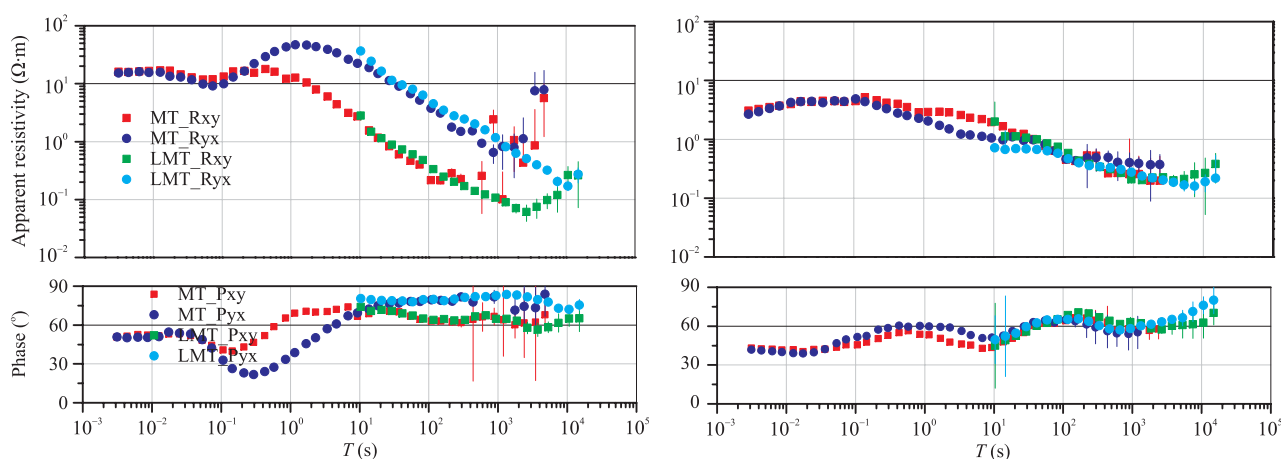 Apparent resistivity (Ω·m)
10²
10¹
10⁰
10⁻¹
10⁻²
MT_Rxy
MT_Ryx
LMT_Rxy
LMT_Ryx
10²
10¹
10⁰
10⁻¹
10⁻²
Phase (°)
90
60
30
0
MT_Pxy
MT_Pyx
LMT_Pxy
LMT_Pyx
10⁻³ 10⁻² 10⁻¹ 10⁰ 10¹ 10² 10³ 10⁴ 10⁵
T (s)
90
60
30
0
10⁻³ 10⁻² 10⁻¹ 10⁰ 10¹ 10² 10³ 10⁴ 10⁵
T (s)